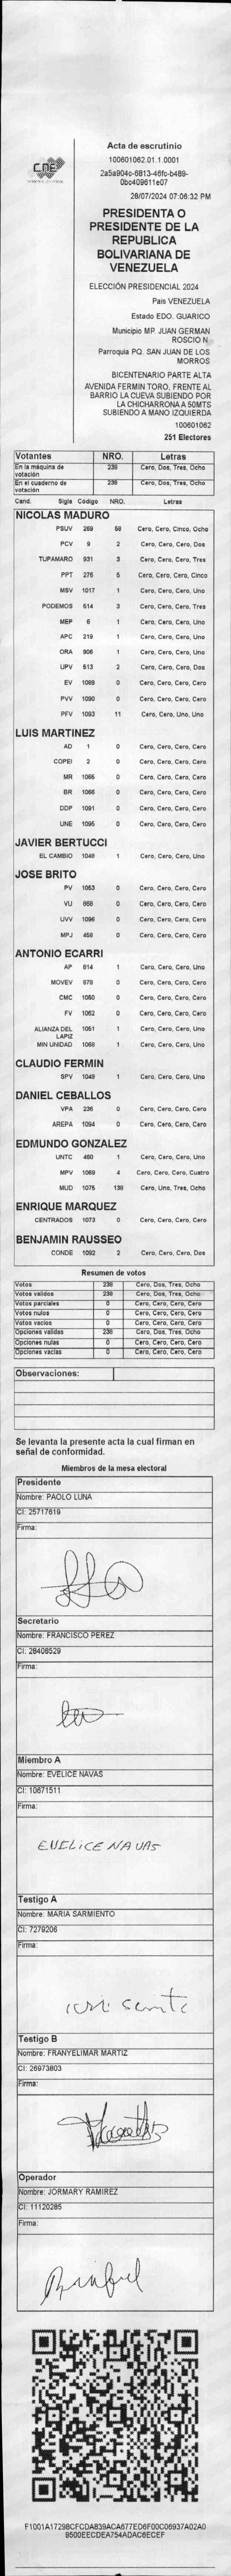 CNE
Acta de escrutinio
100601062.01.1.0001
2a5a904c-6813-46fo-b489-
0bc409611e07
28/07/2024 07:06:32 PM
PRESIDENTA O
PRESIDENTE DE LA
REPUBLICA
BOLIVARIANA DE
VENEZUELA
ELECCIÓN PRESIDENCIAL 2024
Pais VENEZUELA
Estado EDO. GUARICO
Municipio MP. JUAN GERMAN
ROSCIO N
Parroquia PQ. SAN JUAN DE LOS
MORROS
BICENTENARIO PARTE ALTA
AVENIDA FERMIN TORO, FRENTE AL
BARRIO LA CUEVA SUBIENDO POR
LA CHICHARRONA A 50MTS
SUBIENDO A MANO IZQUIERDA
100601062
251 Electores
Votantes NRO. Letras
En la máquina de votación 238 Cero, Dos, Tres, Ocho
En el cuaderno de votación 238 Cero, Dos, Tres, Ocho
Cand. Sigla Código NRO. Letras
NICOLAS MADURO
PSUV 269 58 Cero, Cero, Cinco, Ocho
PCV 9 2 Cero, Cero, Cero, Dos
TUPAMARO 931 3 Cero, Cero, Cero, Tres
PPT 275 5 Cero, Cero, Cero, Cinco
MSV 1017 1 Cero, Cero, Cero, Uno
PODEMOS 514 3 Cero, Cero, Cero, Tres
MEP 6 1 Cero, Cero, Cero, Uno
APC 219 1 Cero, Cero, Cero, Uno
ORA 906 1 Cero, Cero, Cero, Uno
UPV 513 2 Cero, Cero, Cero, Dos
EV 1089 0 Cero, Cero, Cero, Cero
PVV 1090 0 Cero, Cero, Cero, Cero
PFV 1093 11 Cero, Cero, Uno, Uno
LUIS MARTINEZ
AD 1 0 Cero, Cero, Cero, Cero
COPEI 2 0 Cero, Cero, Cero, Cero
MR 1065 0 Cero, Cero, Cero, Cero
BR 1066 0 Cero, Cero, Cero, Cero
DDP 1091 0 Cero, Cero, Cero, Cero
UNE 1095 0 Cero, Cero, Cero, Cero
JAVIER BERTUCCI
EL CAMBIO 1048 1 Cero, Cero, Cero, Uno
JOSE BRITO
PV 1053 0 Cero, Cero, Cero, Cero
VU 868 0 Cero, Cero, Cero, Cero
UVV 1096 0 Cero, Cero, Cero, Cero
MPJ 458 0 Cero, Cero, Cero, Cero
ANTONIO ECARRI
AP 814 1 Cero, Cero, Cero, Uno
MOVEV 878 0 Cero, Cero, Cero, Cero
CMC 1050 0 Cero, Cero, Cero, Cero
FV 1052 0 Cero, Cero, Cero, Cero
ALIANZA DEL LAPIZ 1051 1 Cero, Cero, Cero, Uno
MIN UNIDAD 1068 1 Cero, Cero, Cero, Uno
CLAUDIO FERMIN
SPV 1049 1 Cero, Cero, Cero, Uno
DANIEL CEBALLOS
VPA 236 0 Cero, Cero, Cero, Cero
AREPA 1094 0 Cero, Cero, Cero, Cero
EDMUNDO GONZALEZ
UNTC 460 1 Cero, Cero, Cero, Uno
MPV 1069 4 Cero, Cero, Cero, Cuatro
MUD 1075 138 Cero, Uno, Tres, Ocho
ENRIQUE MARQUEZ
CENTRADOS 1073 0 Cero, Cero, Cero, Cero
BENJAMIN RAUSSEO
CONDE 1092 2 Cero, Cero, Cero, Dos
Resumen de votos
Votos 238 Cero, Dos, Tres, Ocho
Votos validos 238 Cero, Dos, Tres, Ocho
Votos parciales 0 Cero, Cero, Cero, Cero
Votos nulos 0 Cero, Cero, Cero, Cero
Votos vacios 0 Cero, Cero, Cero, Cero
Opciones validas 238 Cero, Dos, Tres, Ocho
Opciones nulas 0 Cero, Cero, Cero, Cero
Opciones vacias 0 Cero, Cero, Cero, Cero
Observaciones:
Se levanta la presente acta la cual firman en
señal de conformidad.
Miembros de la mesa electoral
Presidente
Nombre: PAOLO LUNA
CI: 25717619
Firma:
Secretario
Nombre: FRANCISCO PEREZ
CI: 28408529
Firma:
Miembro A
Nombre: EVELICE NAVAS
CI: 10671511
Firma:
EVELICE NAVAS
Testigo A
Nombre: MARIA SARMIENTO
CI: 7279206
Firma:
Testigo B
Nombre: FRANYELIMAR MARTIZ
CI: 26973803
Firma:
Operador
Nombre: JORMARY RAMIREZ
CI: 11120285
Firma:
F1001A17298CFCDA839ACA677ED6F00C06937A02A0
9500EECDEA754ADAC6ECEF